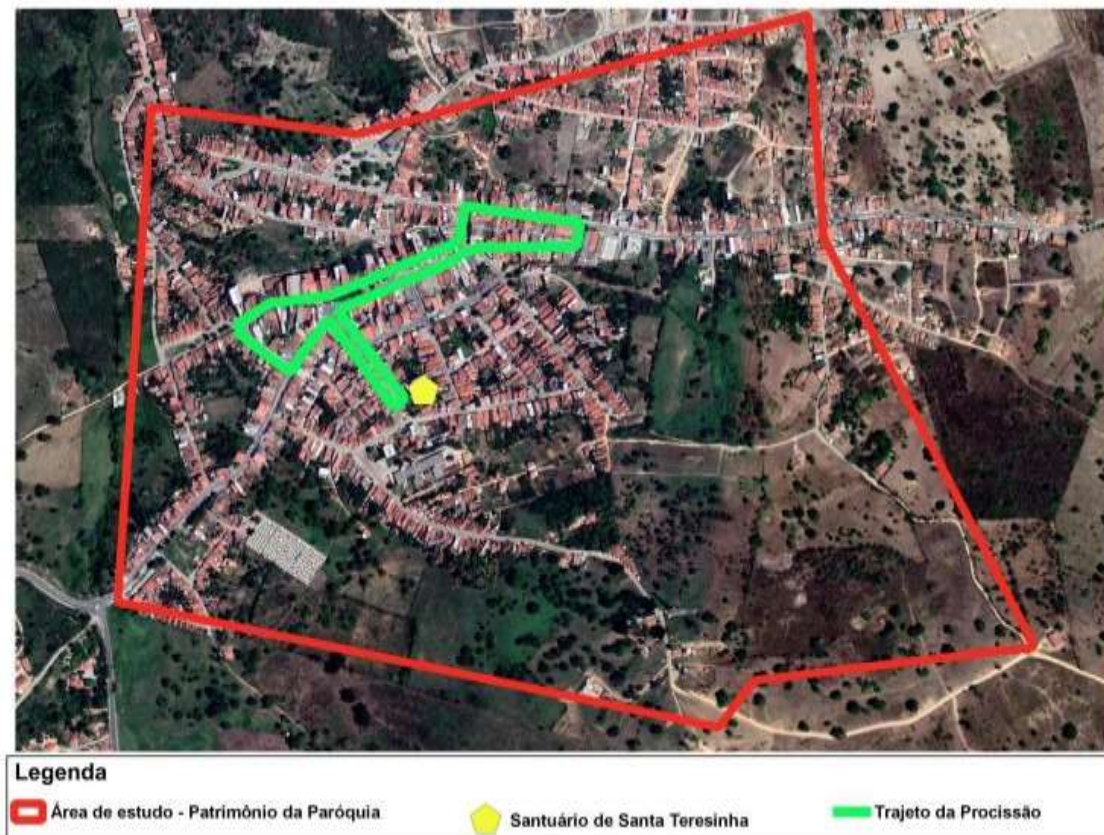 Legenda
Área de estudo - Patrimônio da Paróquia
Santuário de Santa Teresinha
Trajeto da Procissão